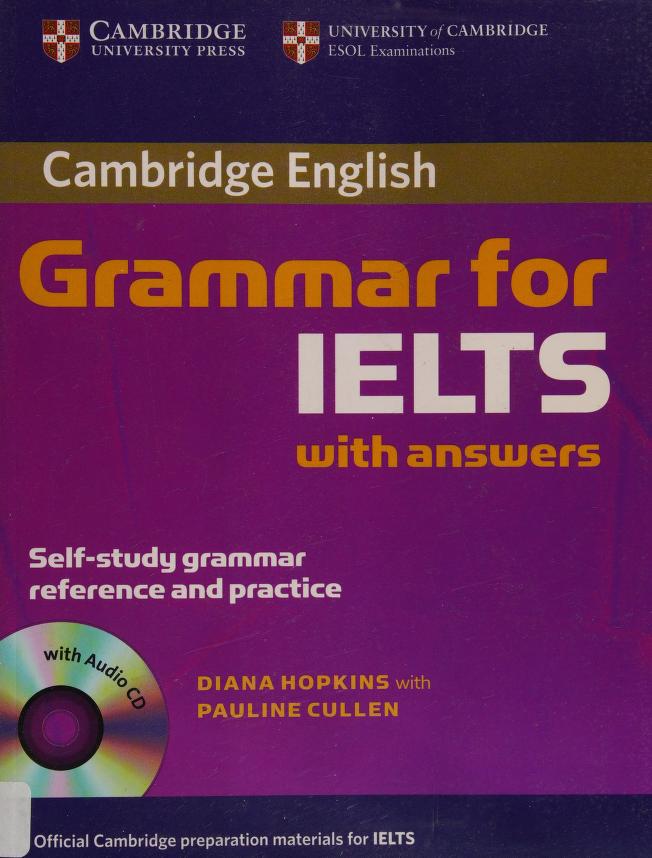 CAMBRIDGE
UNIVERSITY PRESS
UNIVERSITY of CAMBRIDGE
ESOL Examinations
Cambridge English
Grammar for
IELTS
with answers
Self-study grammar
reference and practice
with Audio CD
DIANA HOPKINS with
PAULINE CULLEN
Official Cambridge preparation materials for IELTS